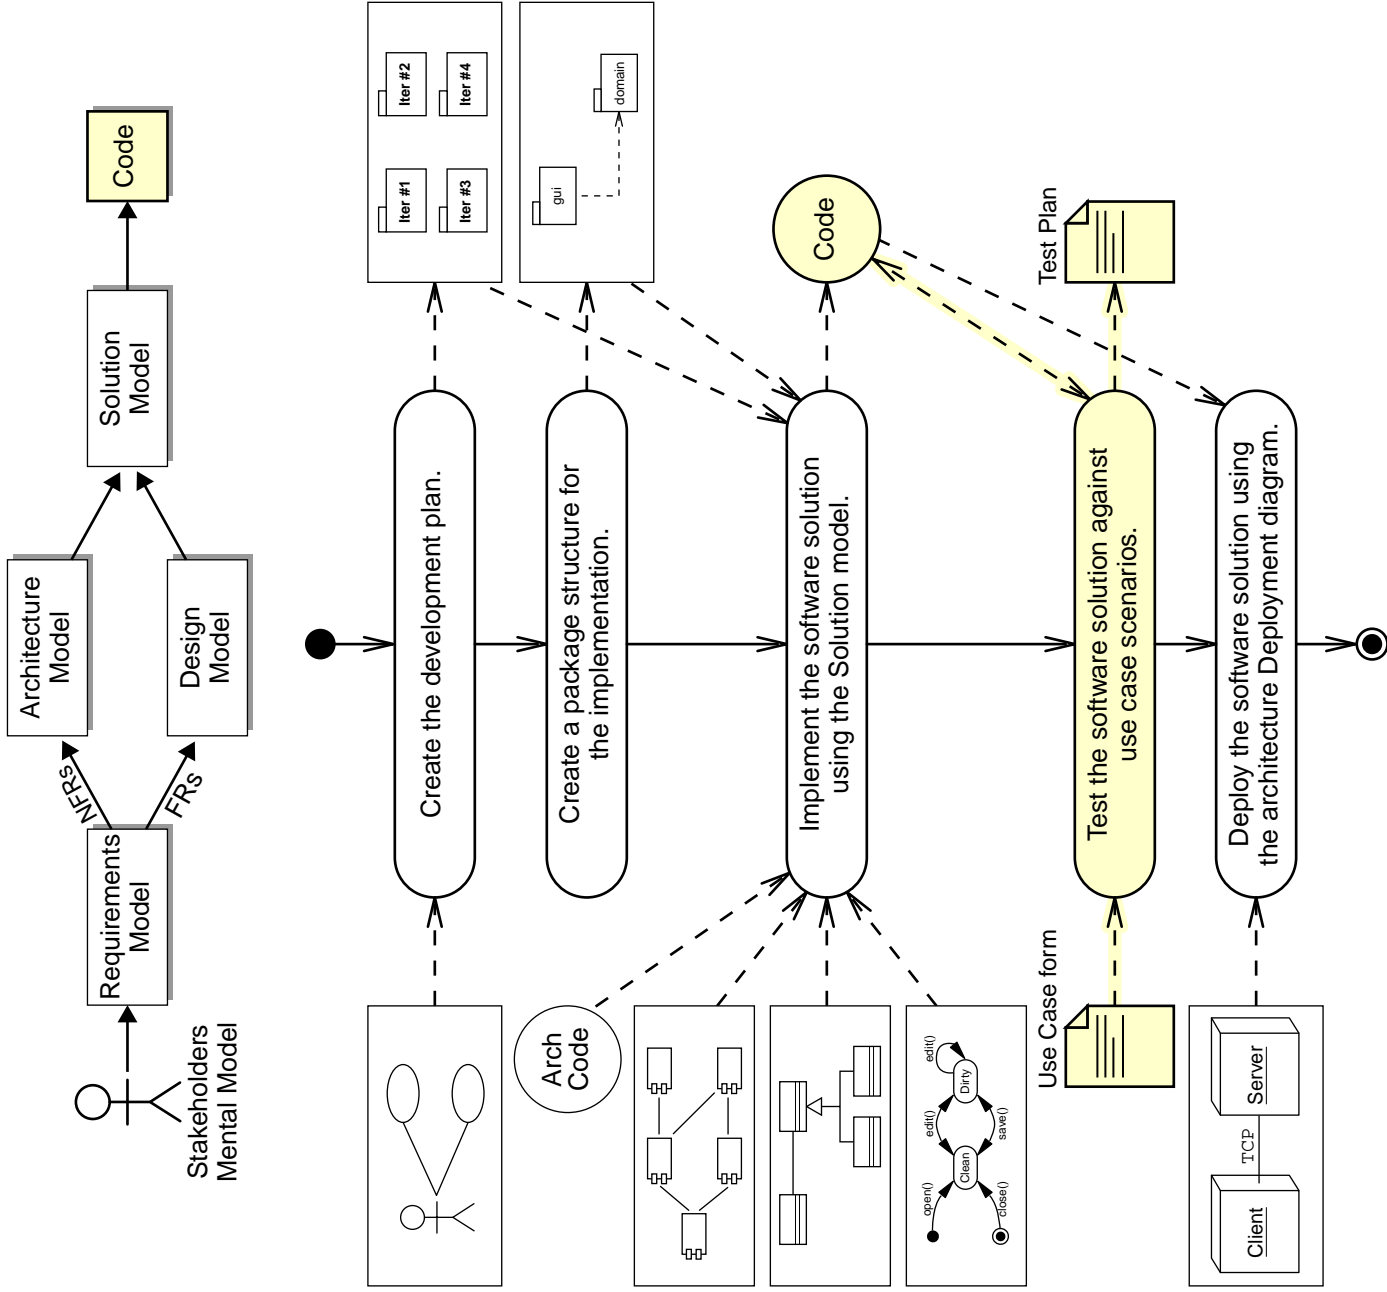 Stakeholders
Mental Model
Requirements
Model
NFRs
FRs
Architecture
Model
Design
Model
Solution
Model
Code
Create the development plan.
Iter #1
Iter #2
Iter #3
Iter #4
Create a package structure for
the implementation.
gui
domain
Arch
Code
open()
close()
Clean
edit()
save()
Dirty
edit()
Implement the software solution
using the Solution model.
Code
Use Case form
Test the software solution against
use case scenarios.
Test Plan
Client
TCP
Server
Deploy the software solution using
the architecture Deployment diagram.